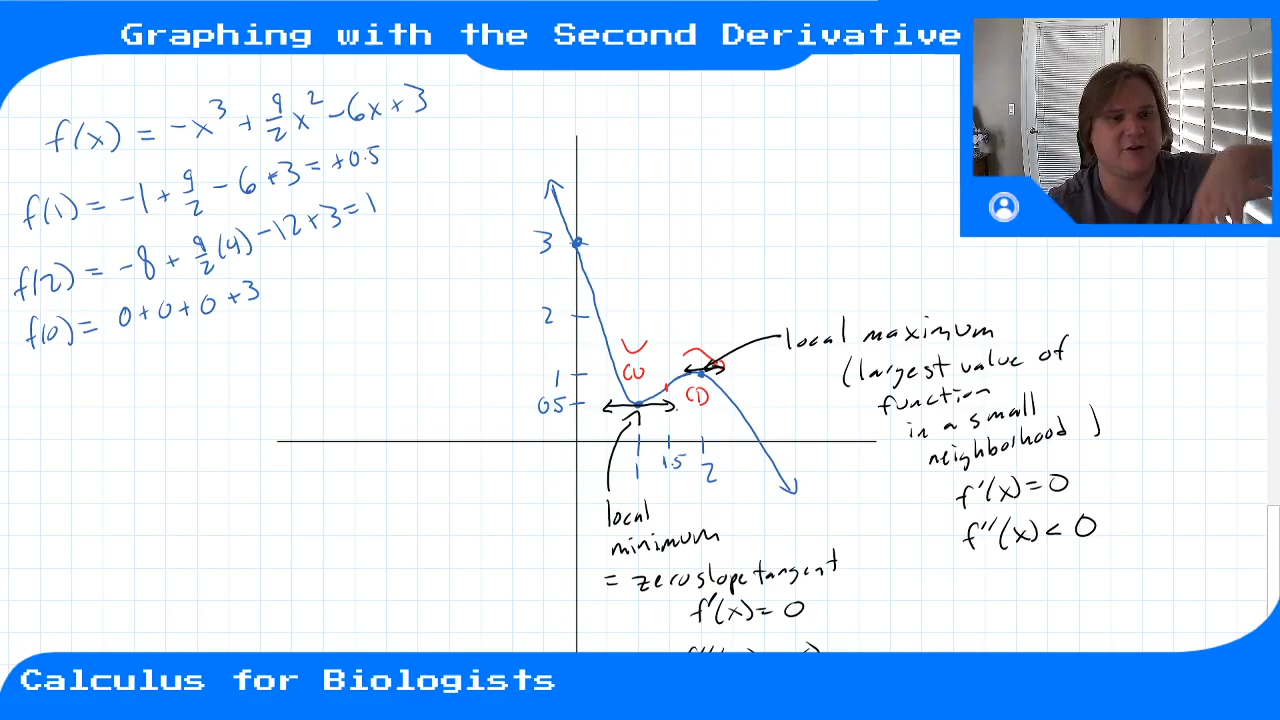 Graphing with the Second Derivative
f(x) = -x³ + 9/2 x² - 6x + 3
f(1) = -1 + 9/2 - 6 + 3 = +0.5
f(2) = -8 + 9/2 (4) - 12 + 3 = 1
f(0) = 0 + 0 + 0 + 3
3
2
1
0.5
CU
CD
1
1.5
2
local maximum
(largest value of
function
in a small
neighborhood)
f'(x) = 0
f''(x) < 0
local
minimum
= zero slope tangent
f'(x) = 0
Calculus for Biologists